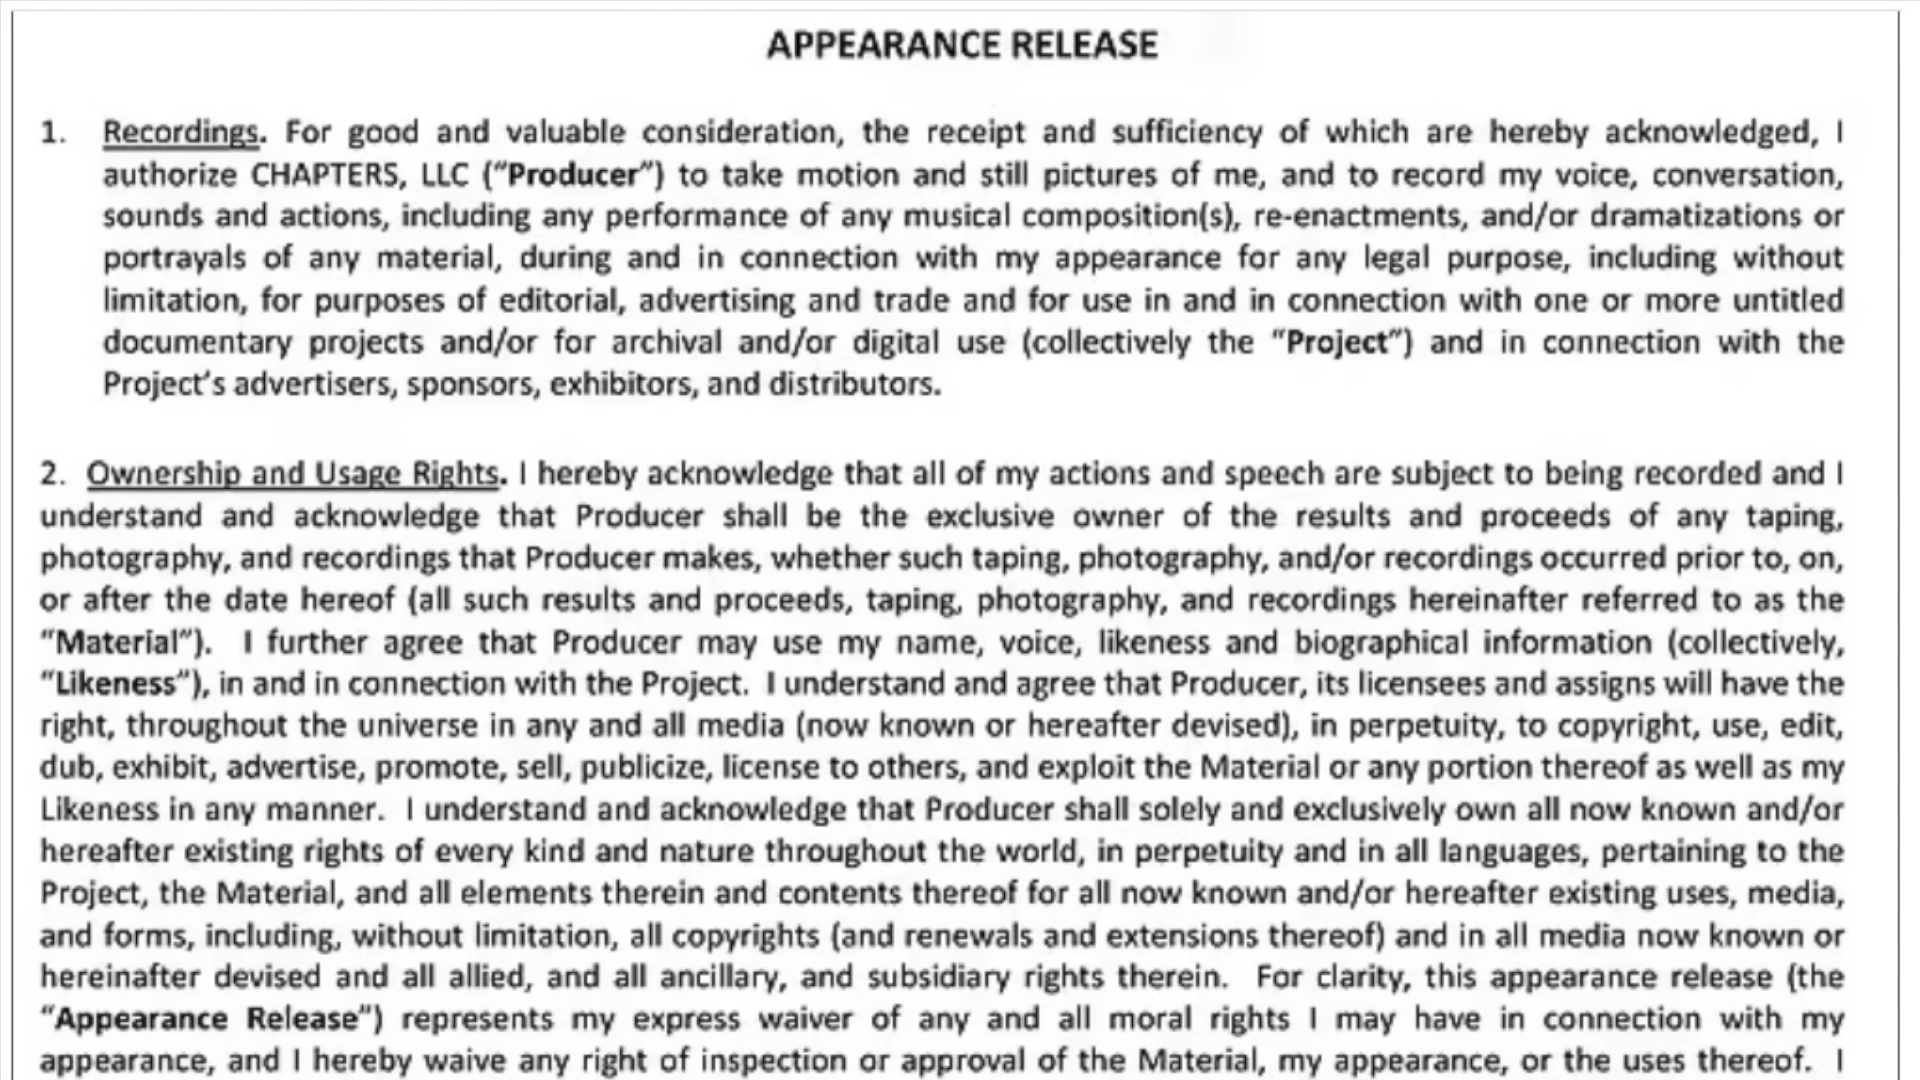 APPEARANCE RELEASE
1. Recordings. For good and valuable consideration, the receipt and sufficiency of which are hereby acknowledged, I
authorize CHAPTERS, LLC (“Producer”) to take motion and still pictures of me, and to record my voice, conversation,
sounds and actions, including any performance of any musical composition(s), re-enactments, and/or dramatizations or
portrayals of any material, during and in connection with my appearance for any legal purpose, including without
limitation, for purposes of editorial, advertising and trade and for use in and in connection with one or more untitled
documentary projects and/or for archival and/or digital use (collectively the “Project”) and in connection with the
Project’s advertisers, sponsors, exhibitors, and distributors.
2. Ownership and Usage Rights. I hereby acknowledge that all of my actions and speech are subject to being recorded and I
understand and acknowledge that Producer shall be the exclusive owner of the results and proceeds of any taping,
photography, and recordings that Producer makes, whether such taping, photography, and/or recordings occurred prior to, on,
or after the date hereof (all such results and proceeds, taping, photography, and recordings hereinafter referred to as the
“Material”). I further agree that Producer may use my name, voice, likeness and biographical information (collectively,
“Likeness”), in and in connection with the Project. I understand and agree that Producer, its licensees and assigns will have the
right, throughout the universe in any and all media (now known or hereafter devised), in perpetuity, to copyright, use, edit,
dub, exhibit, advertise, promote, sell, publicize, license to others, and exploit the Material or any portion thereof as well as my
Likeness in any manner. I understand and acknowledge that Producer shall solely and exclusively own all now known and/or
hereafter existing rights of every kind and nature throughout the world, in perpetuity and in all languages, pertaining to the
Project, the Material, and all elements therein and contents thereof for all now known and/or hereafter existing uses, media,
and forms, including, without limitation, all copyrights (and renewals and extensions thereof) and in all media now known or
hereinafter devised and all allied, and all ancillary, and subsidiary rights therein. For clarity, this appearance release (the
“Appearance Release”) represents my express waiver of any and all moral rights I may have in connection with my
appearance, and I hereby waive any right of inspection or approval of the Material, my appearance, or the uses thereof. I